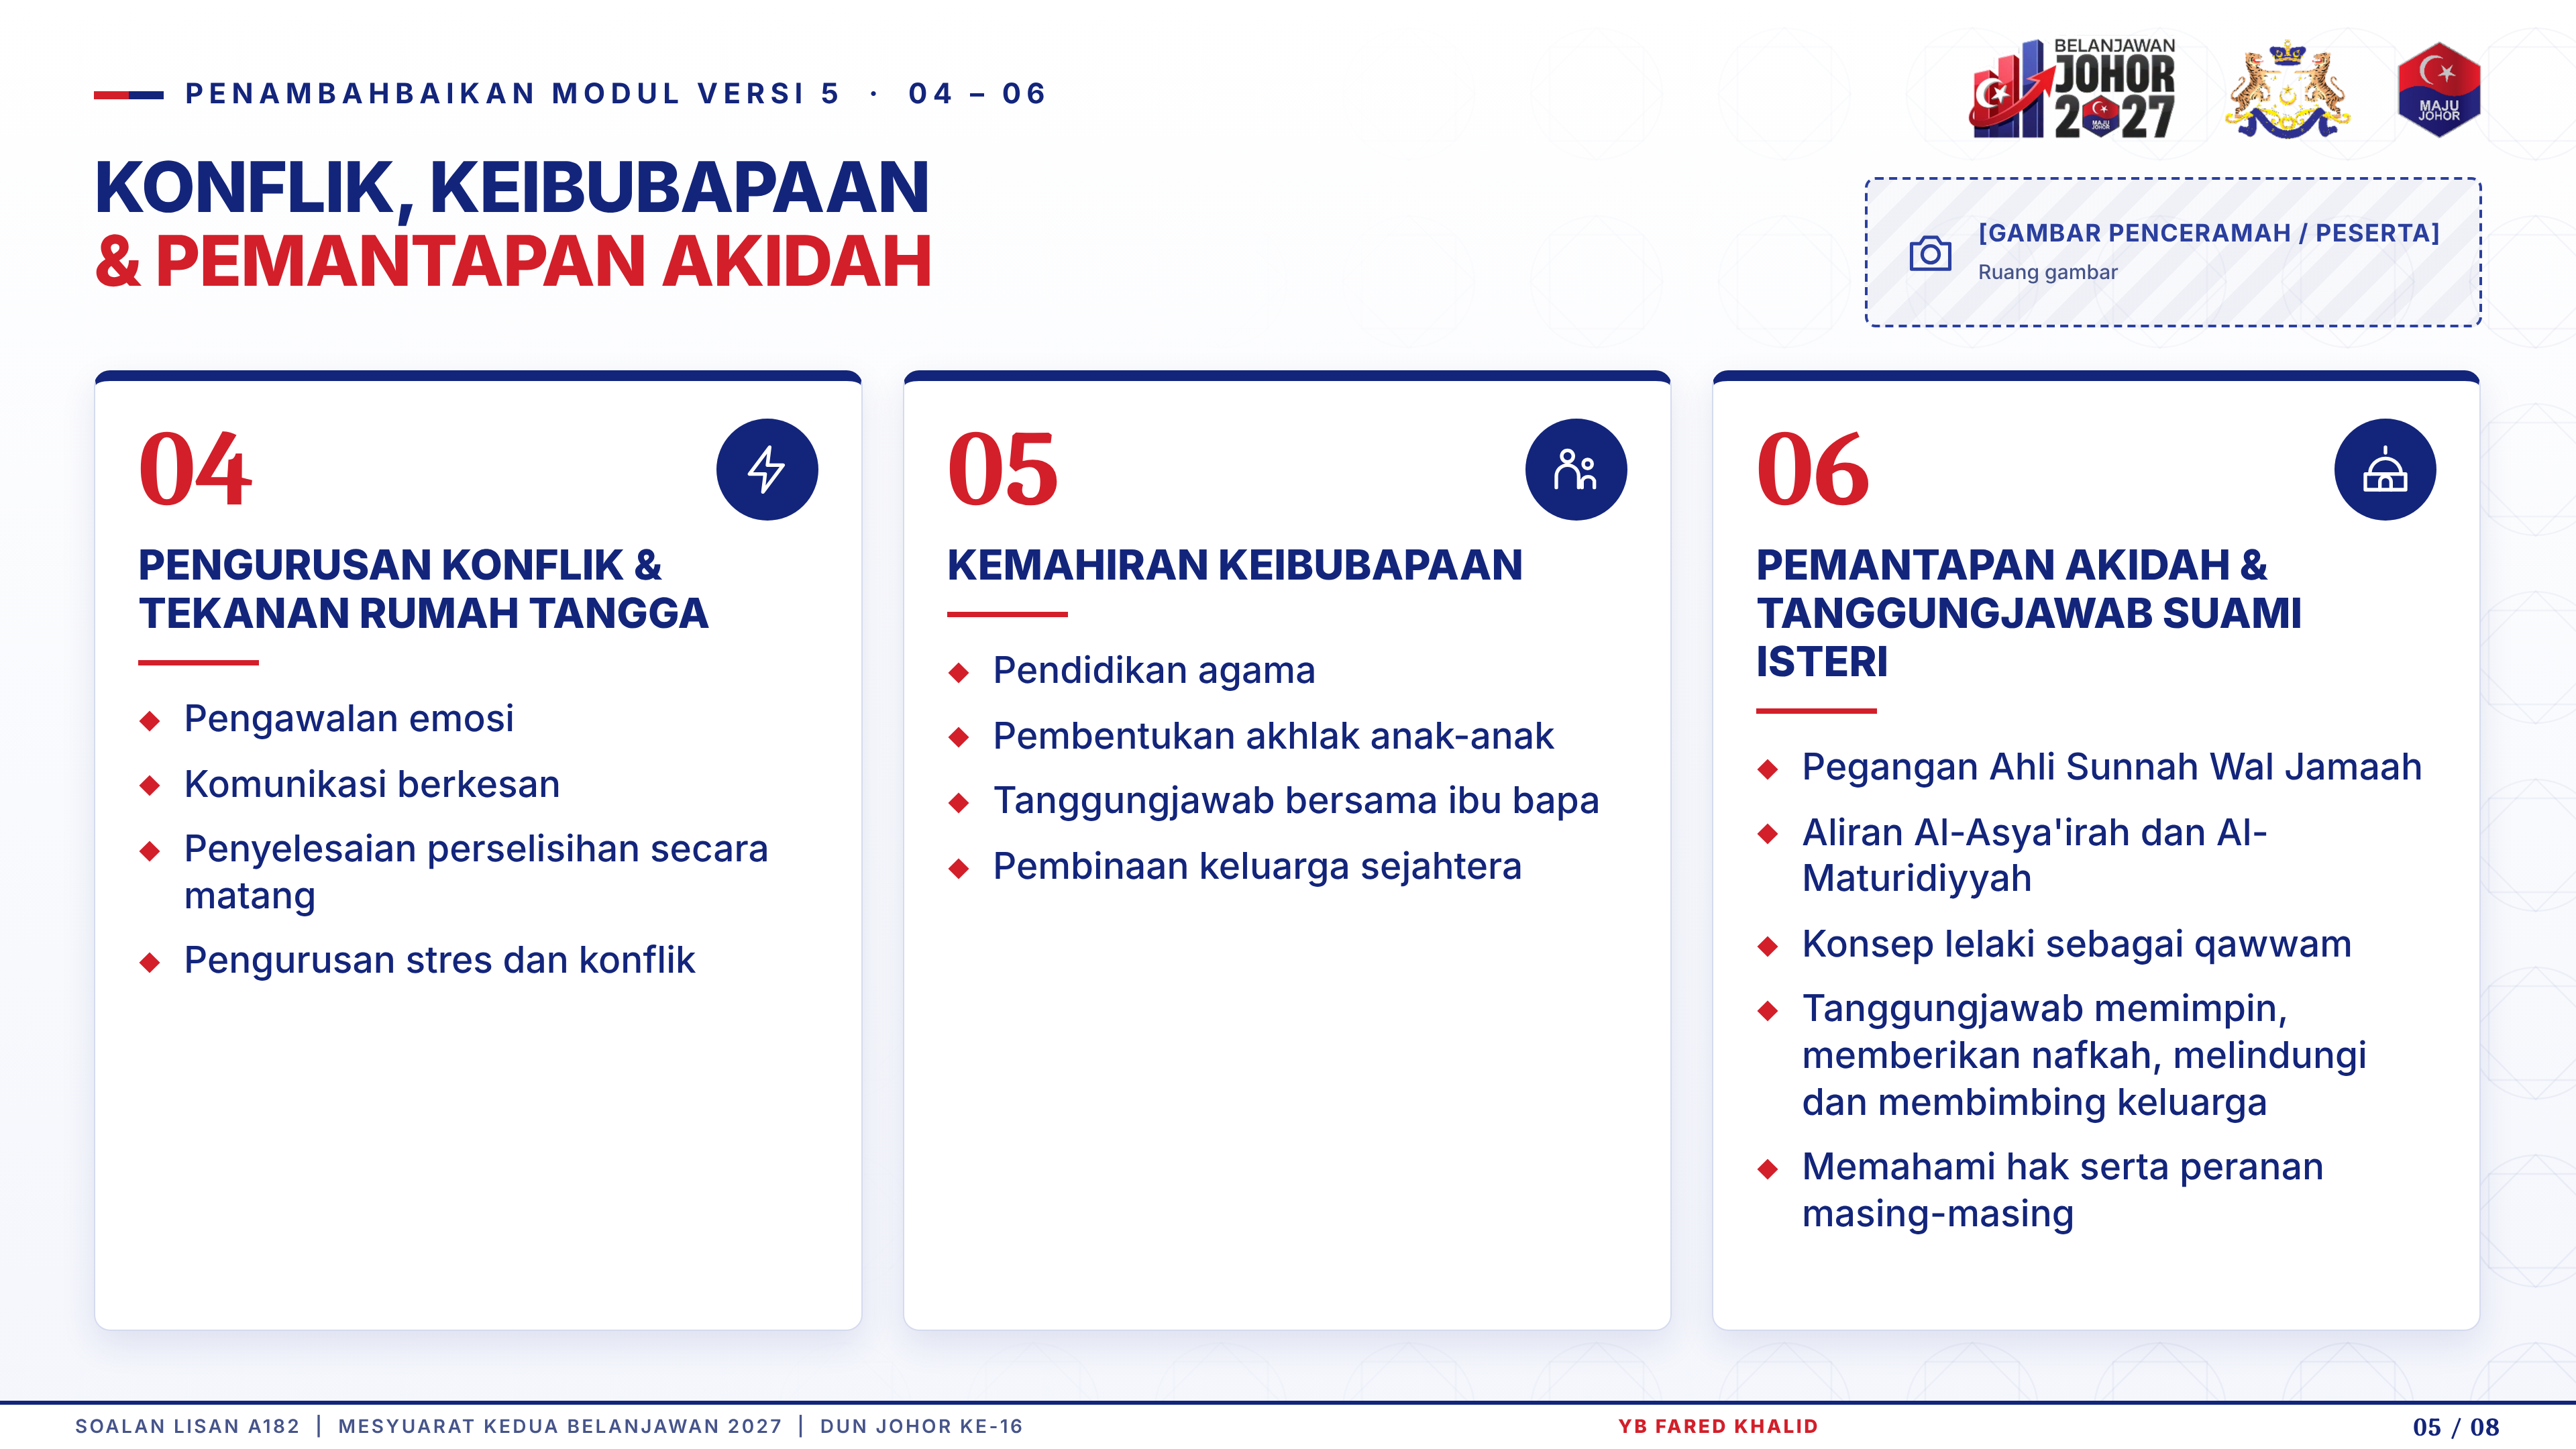 PENAMBAHBAIKAN MODUL VERSI 5 · 04 – 06
BELANJAWAN
JOHOR
2027
MAJU
JOHOR
MAJU
JOHOR
KONFLIK, KEIBUBAPAAN
& PEMANTAPAN AKIDAH
[GAMBAR PENCERAMAH / PESERTA]
Ruang gambar
04
PENGURUSAN KONFLIK &
TEKANAN RUMAH TANGGA
◆ Pengawalan emosi
◆ Komunikasi berkesan
◆ Penyelesaian perselisihan secara
matang
◆ Pengurusan stres dan konflik
05
KEMAHIRAN KEIBUBAPAAN
◆ Pendidikan agama
◆ Pembentukan akhlak anak-anak
◆ Tanggungjawab bersama ibu bapa
◆ Pembinaan keluarga sejahtera
06
PEMANTAPAN AKIDAH &
TANGGUNGJAWAB SUAMI
ISTERI
◆ Pegangan Ahli Sunnah Wal Jamaah
◆ Aliran Al-Asya'irah dan Al-
Maturidiyyah
◆ Konsep lelaki sebagai qawwam
◆ Tanggungjawab memimpin,
memberikan nafkah, melindungi
dan membimbing keluarga
◆ Memahami hak serta peranan
masing-masing
SOALAN LISAN A182 | MESYUARAT KEDUA BELANJAWAN 2027 | DUN JOHOR KE-16
YB FARED KHALID
05 / 08